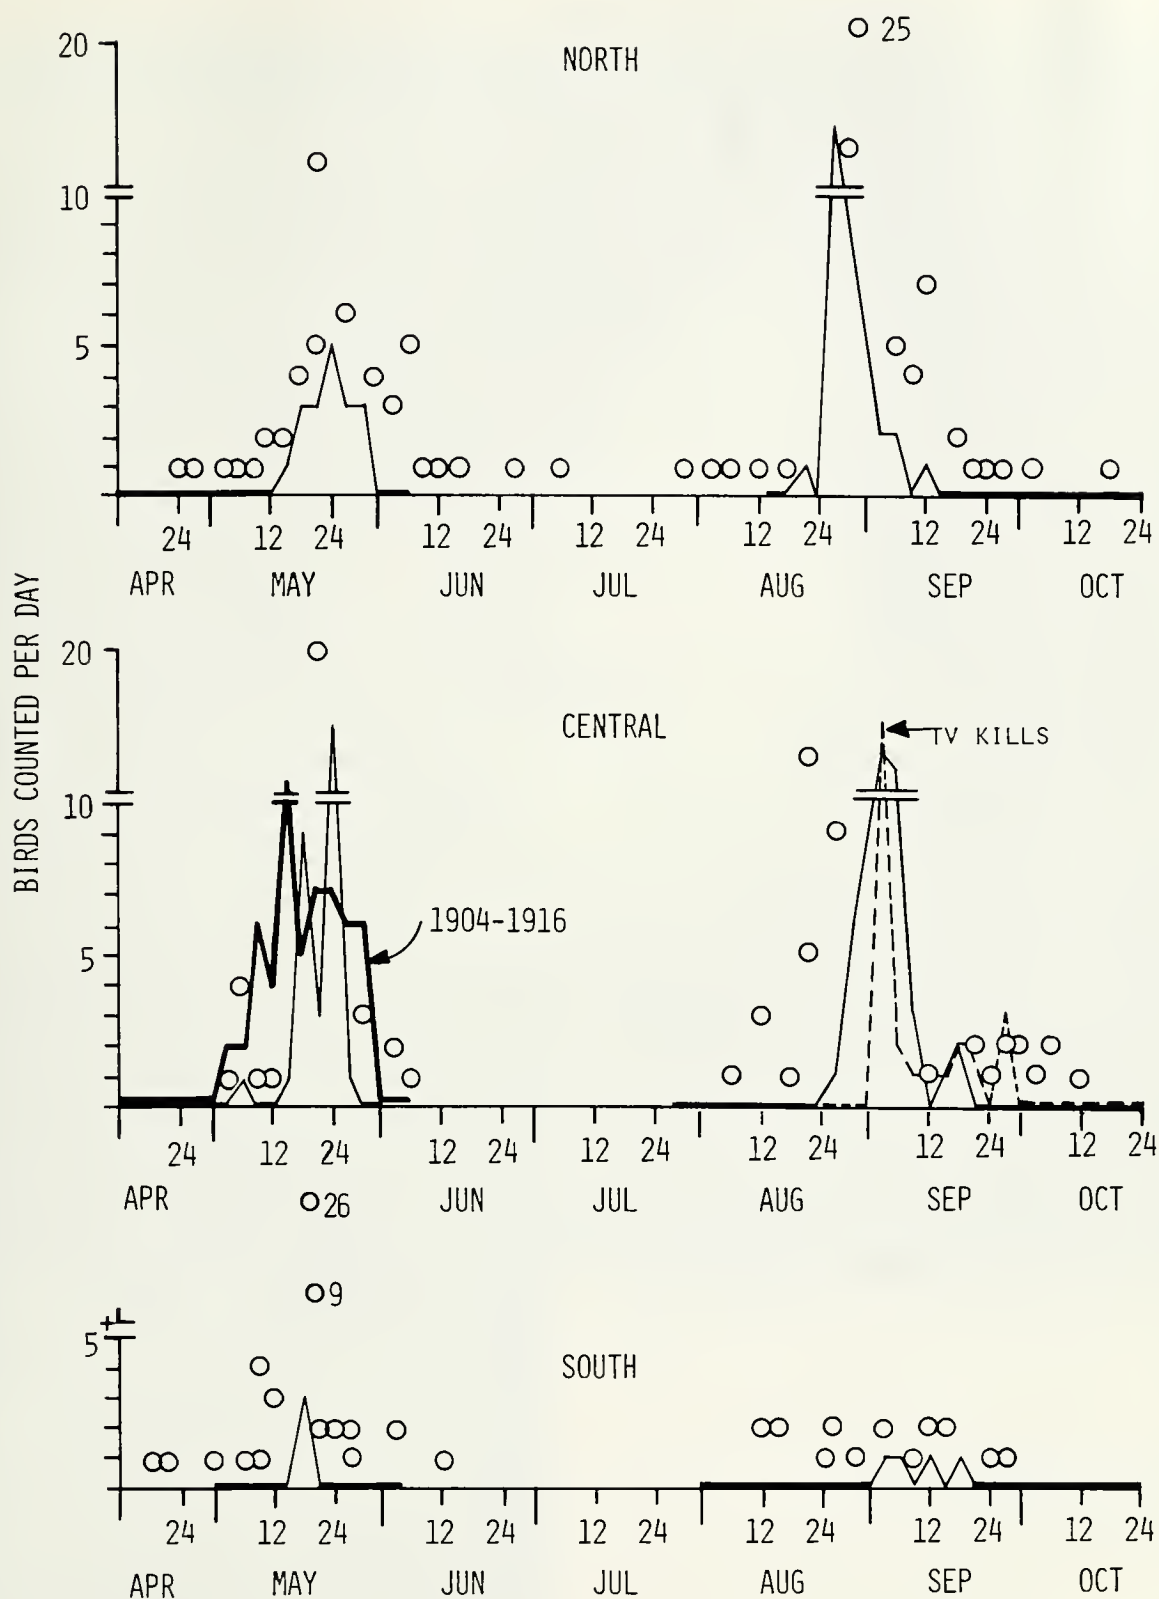 25
20
NORTH
10
5
24 12 24 12 24 12 24 12 24 12 24 12 24
APR MAY JUN JUL AUG SEP OCT
BIRDS COUNTED PER DAY
20
CENTRAL
TV KILLS
10
1904-1916
5
24 12 24 12 24 12 24 12 24 12 24 12 24
APR JUN JUL AUG SEP OCT
26
9
5+
SOUTH
24 12 24 12 24 12 24 12 24 12 24 12 24
APR MAY JUN JUL AUG SEP OCT